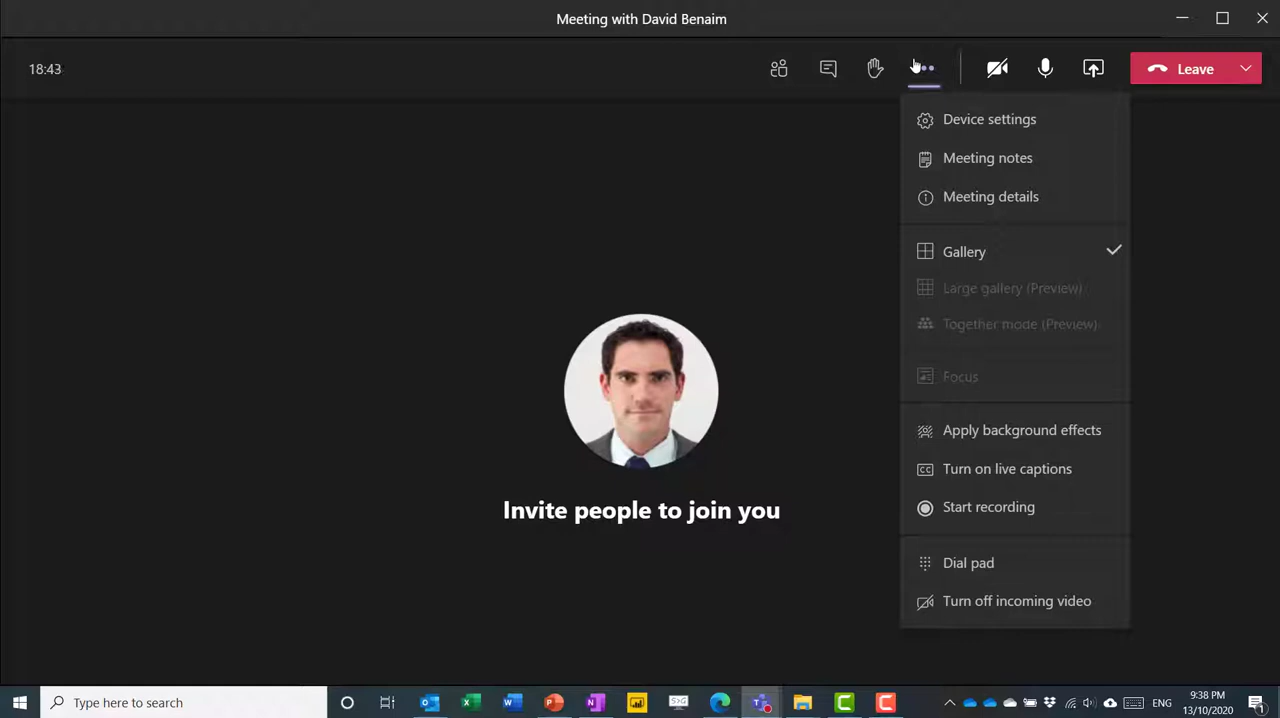 Meeting with David Benaim
18:43
Leave
Device settings
Meeting notes
Meeting details
Gallery
Large gallery (Preview)
Together mode (Preview)
Focus
Apply background effects
CC Turn on live captions
Start recording
Dial pad
Turn off incoming video
Invite people to join you
Type here to search
ENG
9:38 PM
13/10/2020